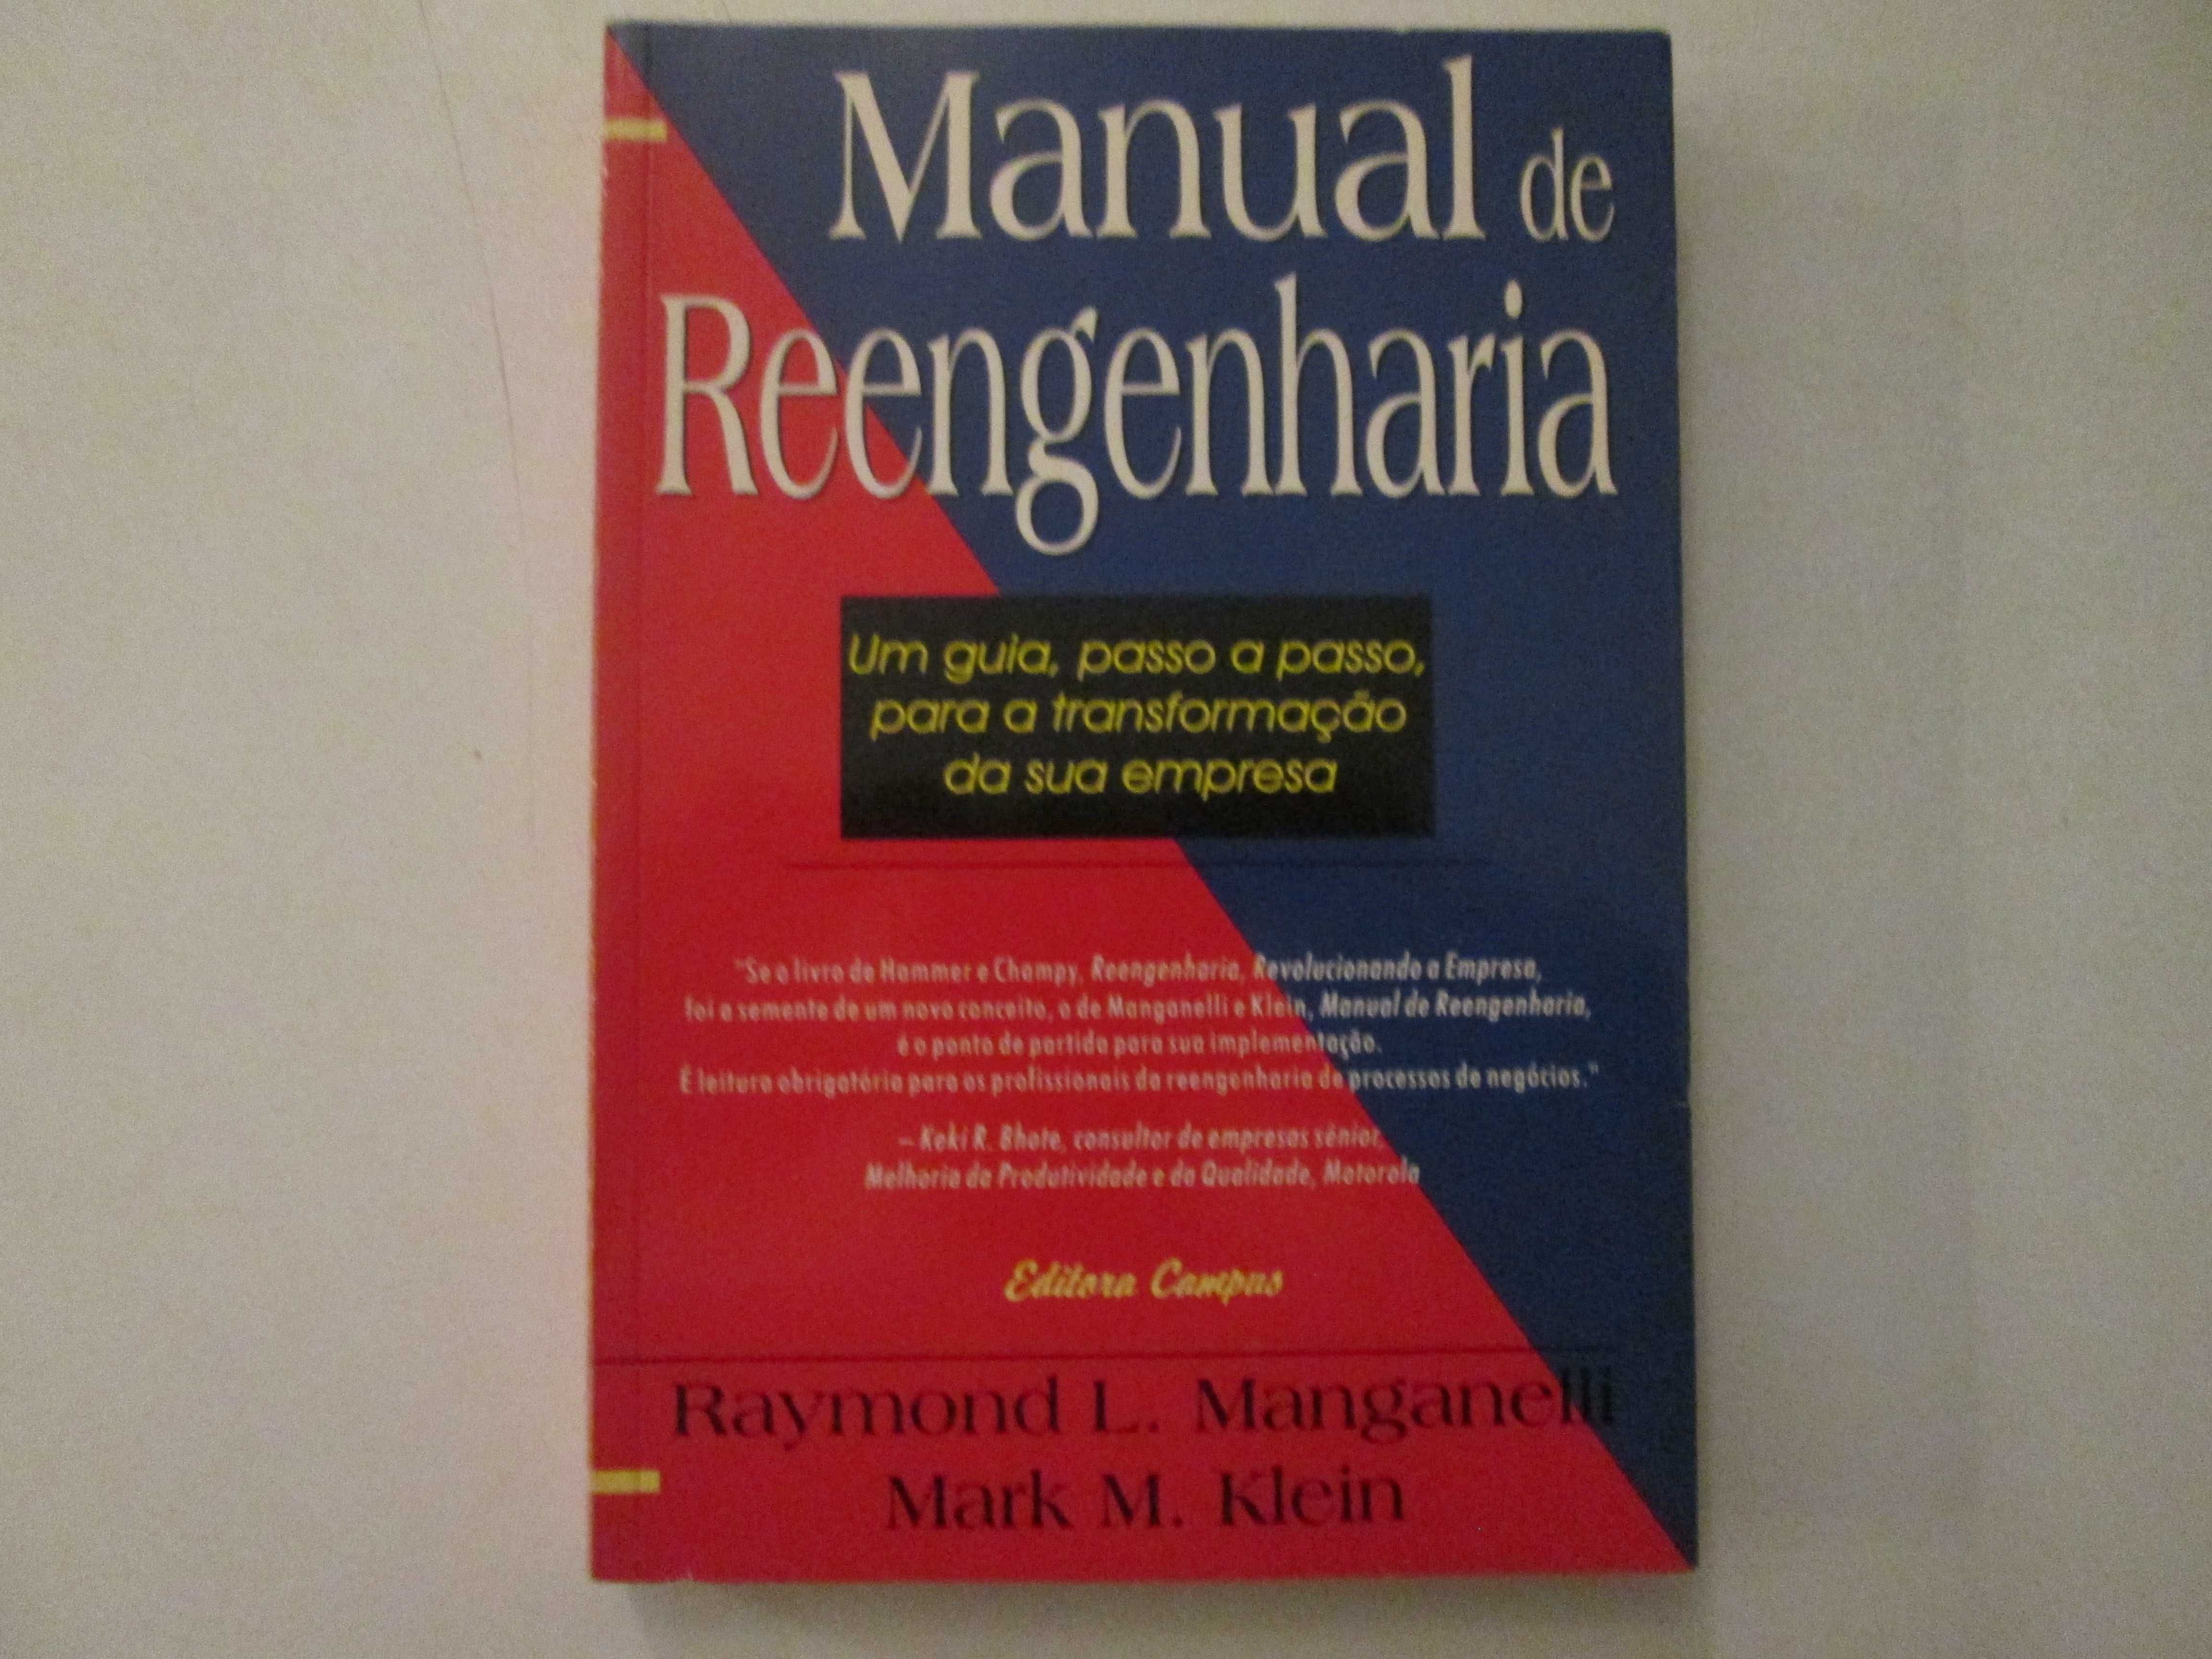 Manual de
Reengenharia
Um guia, passo a passo,
para a transformação
da sua empresa
"Se o livro de Hammer e Champy, Reengenharia, Revolucionando a Empresa,
foi a semente de um novo conceito, o de Manganelli e Klein, Manual de Reengenharia,
é o ponto de partida para sua implementação.
É leitura obrigatória para os profissionais da reengenharia de processos de negócios."
– Keki R. Bhote, consultor de empresas sênior,
Melhoria da Produtividade e da Qualidade, Motorola
Editora Campus
Raymond L. Manganelli
Mark M. Klein